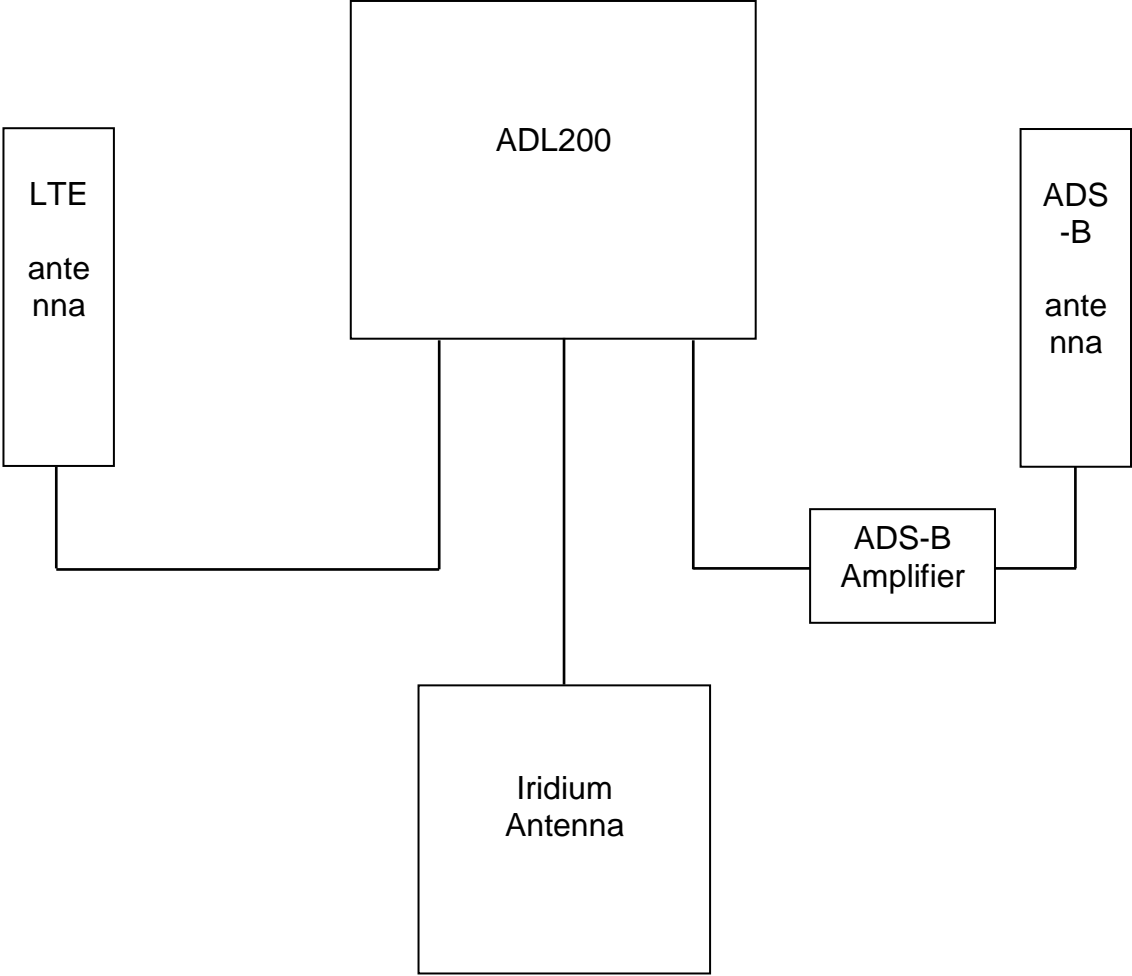 ADL200
LTE
ante
nna
ADS
-B
ante
nna
ADS-B
Amplifier
Iridium
Antenna